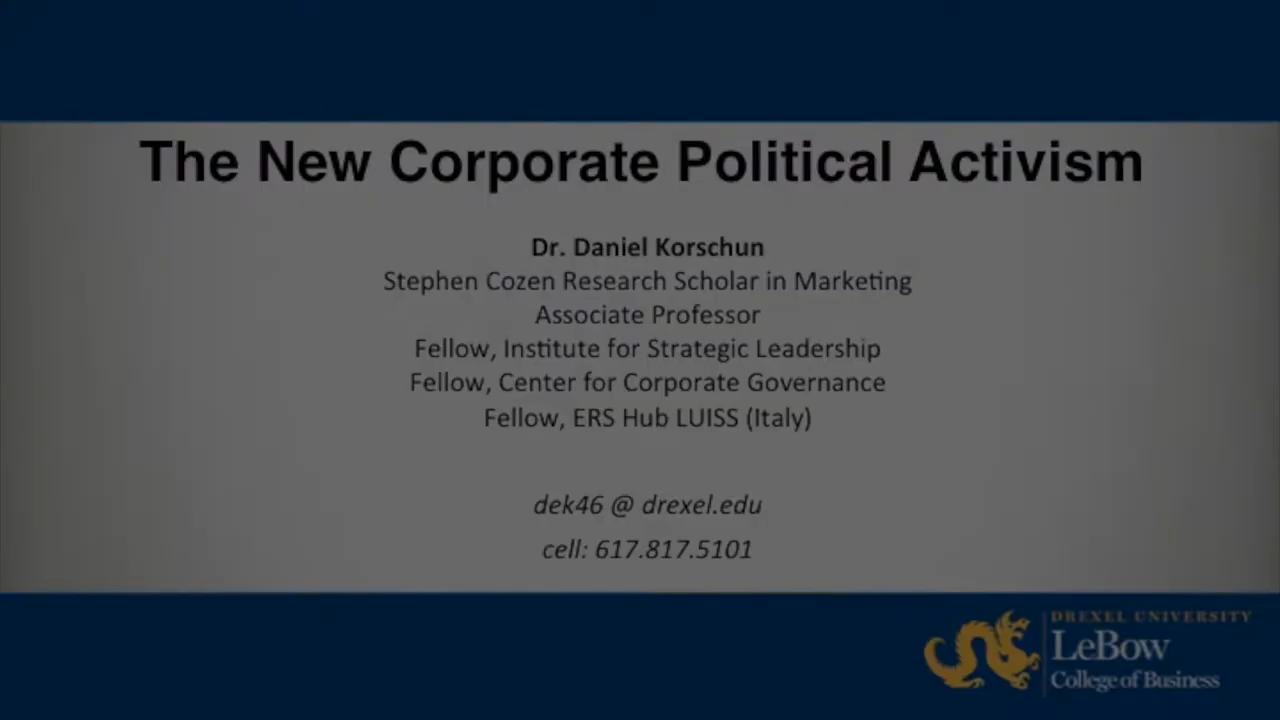 The New Corporate Political Activism
Dr. Daniel Korschun
Stephen Cozen Research Scholar in Marketing
Associate Professor
Fellow, Institute for Strategic Leadership
Fellow, Center for Corporate Governance
Fellow, ERS Hub LUISS (Italy)
dek46 @ drexel.edu
cell: 617.817.5101
DREXEL UNIVERSITY
LeBow
College of Business